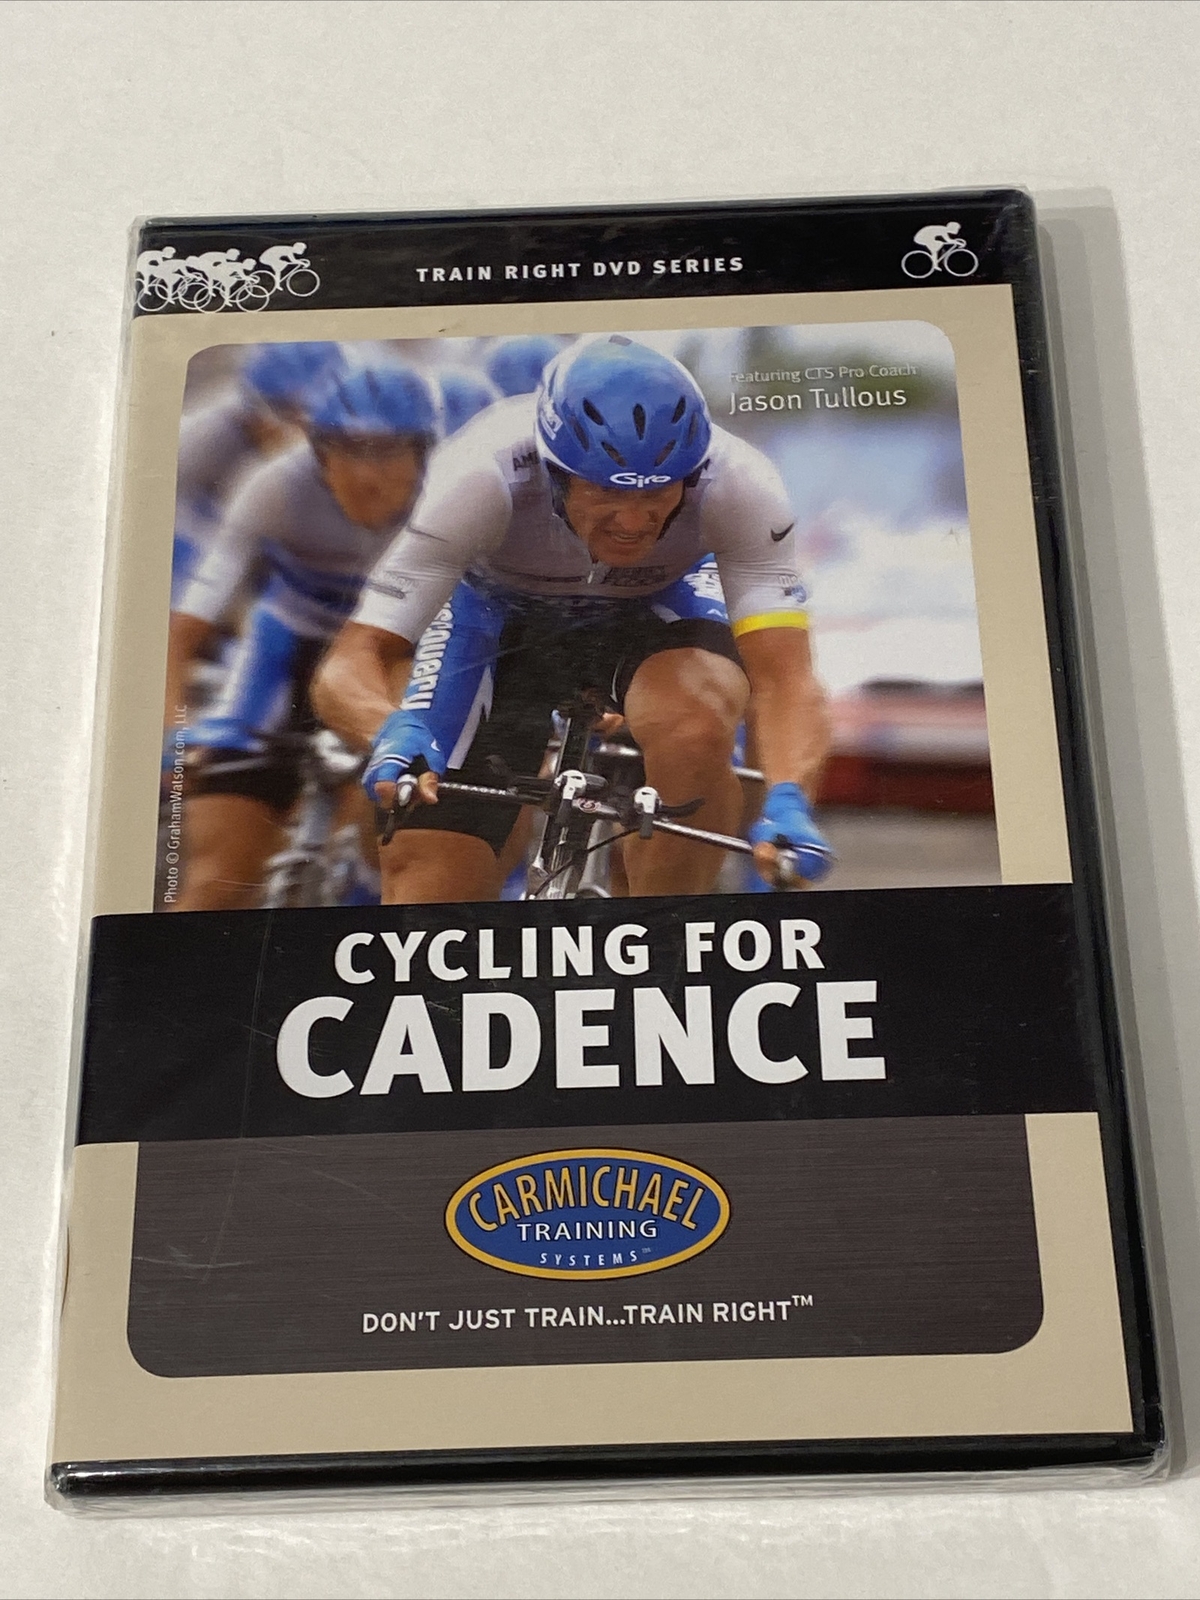 TRAIN RIGHT DVD SERIES
Featuring CTS Pro Coach
Jason Tullous
Giro
Photo © GrahamWatson.com, LLC
CYCLING FOR
CADENCE
CARMICHAEL
TRAINING
SYSTEMS
DON'T JUST TRAIN...TRAIN RIGHT™